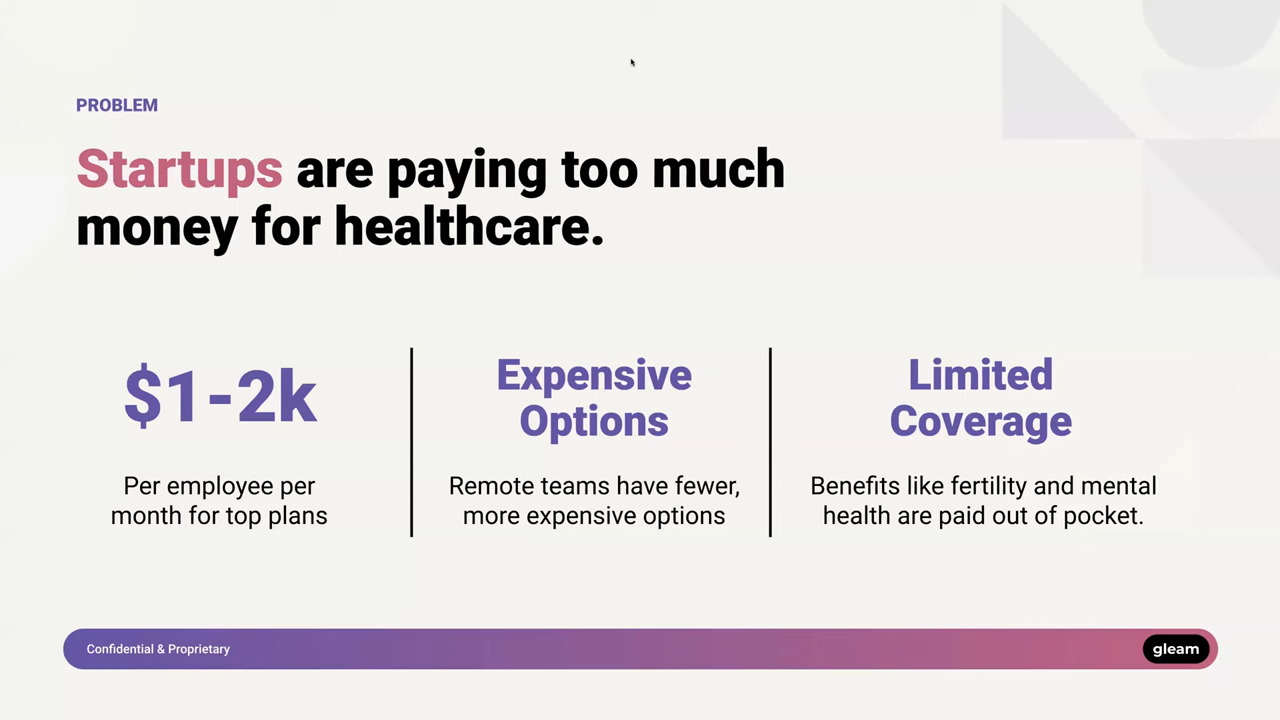 PROBLEM
Startups are paying too much
money for healthcare.
$1-2k
Per employee per
month for top plans
Expensive
Options
Remote teams have fewer,
more expensive options
Limited
Coverage
Benefits like fertility and mental
health are paid out of pocket.
Confidential & Proprietary
gleam